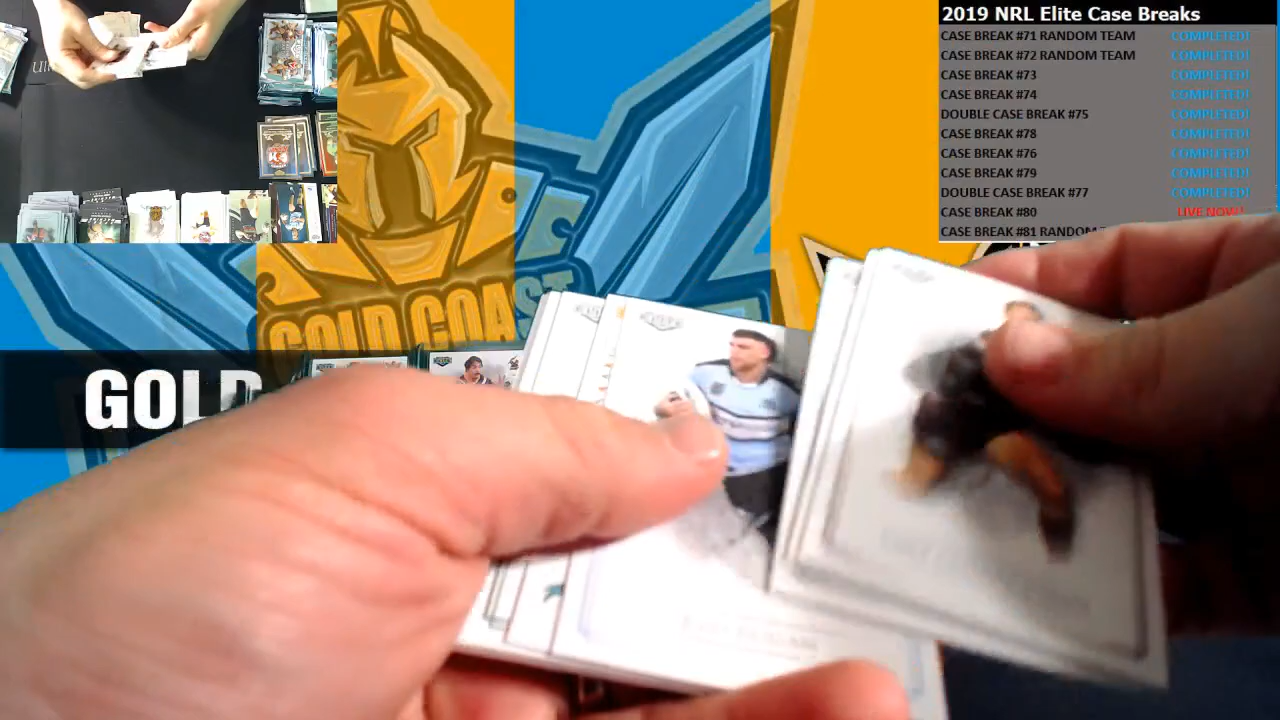 2019 NRL Elite Case Breaks
CASE BREAK #71 RANDOM TEAM COMPLETED!
CASE BREAK #72 RANDOM TEAM COMPLETED!
CASE BREAK #73 COMPLETED!
CASE BREAK #74 COMPLETED!
DOUBLE CASE BREAK #75 COMPLETED!
CASE BREAK #78 COMPLETED!
CASE BREAK #76 COMPLETED!
CASE BREAK #79 COMPLETED!
DOUBLE CASE BREAK #77 COMPLETED!
CASE BREAK #80 LIVE NOW!
CASE BREAK #81 RANDOM
GOLD COAST
GOLD